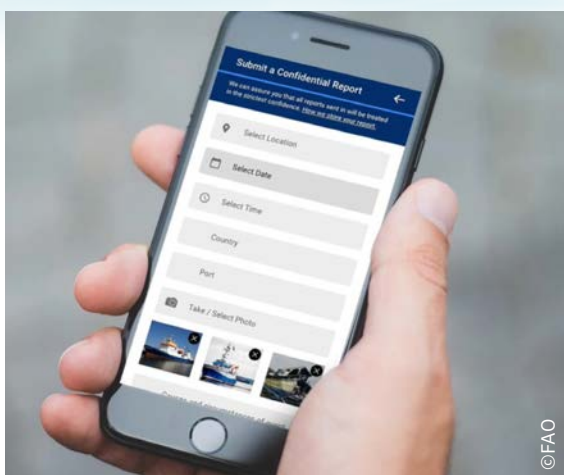 Submit a Confidential Report
We can assure you that all reports sent in will be treated
in the strictest confidence. How we store your report.
Select Location
Select Date
Select Time
Country
Port
Take / Select Photo
©FAO